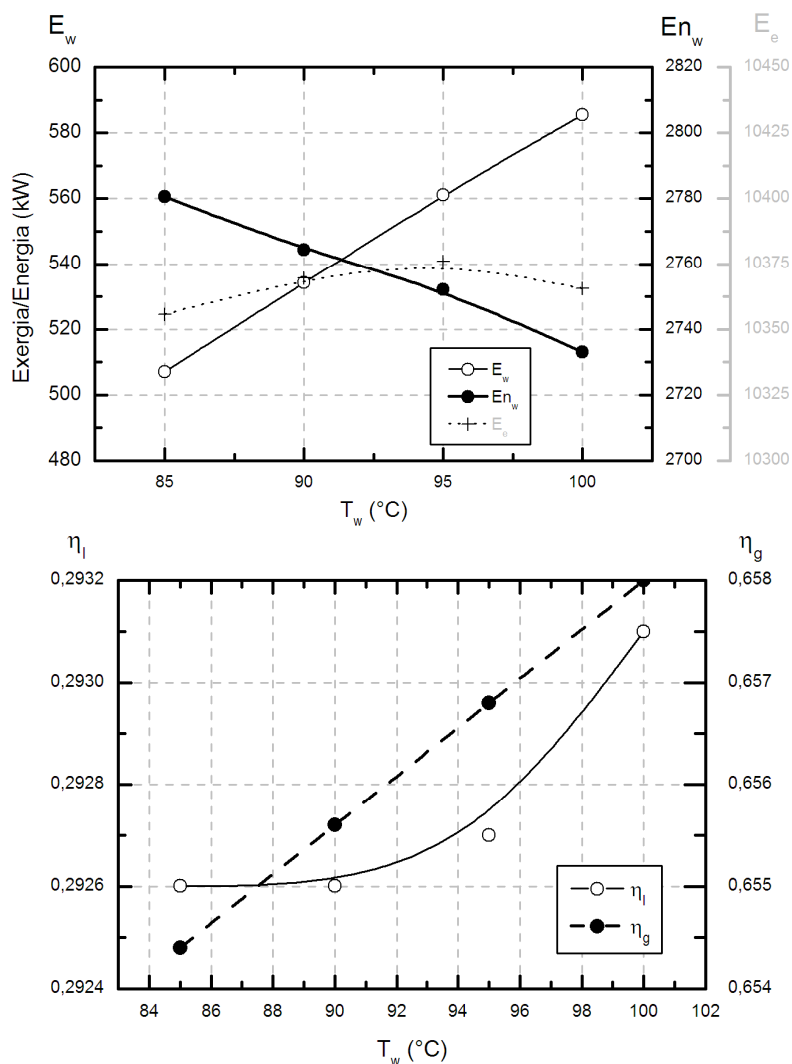 E_w En_w E_e
600 2820 10450
580 2800 10425
560 2780 10400
540 2760 10375
520 2740 10350
500 2720 10325
480 2700 10300
Exergia/Energia (kW)
E_w
En_w
E_e
85 90 95 100
T_w (°C)
η_l η_g
0,2932 0,658
0,2930 0,657
0,2928 0,656
0,2926 0,655
0,2924 0,654
η_l
η_g
84 86 88 90 92 94 96 98 100 102
T_w (°C)